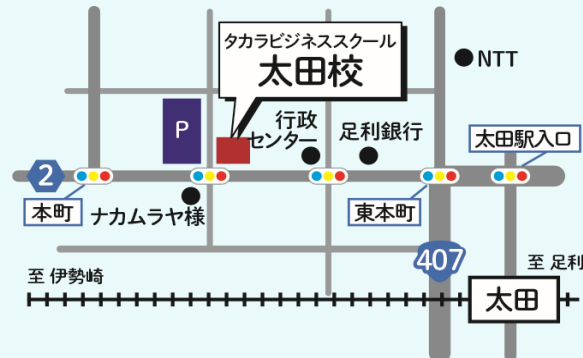 タカラビジネススクール
太田校
NTT
P
行政
センター
足利銀行
太田駅入口
2
本町
ナカムラヤ様
東本町
407
至 伊勢崎
至 足利
太田